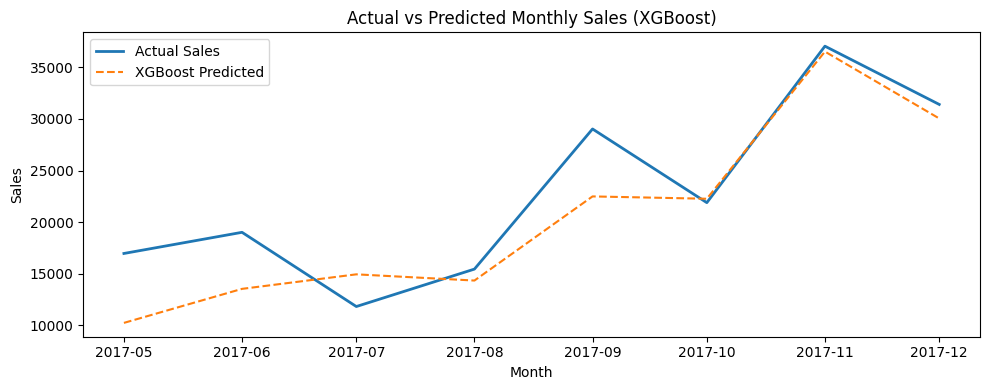 Actual vs Predicted Monthly Sales (XGBoost)
Actual Sales
XGBoost Predicted
Sales
35000
30000
25000
20000
15000
10000
2017-05 2017-06 2017-07 2017-08 2017-09 2017-10 2017-11 2017-12
Month